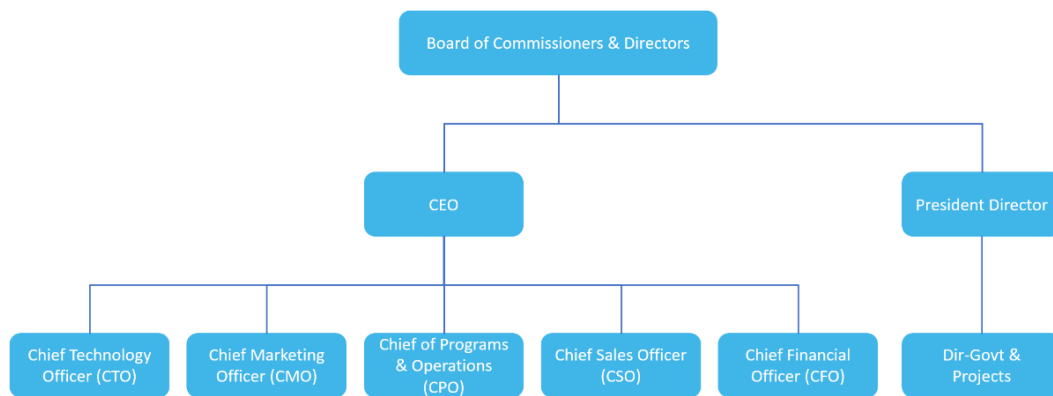 Board of Commissioners & Directors
CEO
President Director
Chief Technology
Officer (CTO)
Chief Marketing
Officer (CMO)
Chief of Programs
& Operations
(CPO)
Chief Sales Officer
(CSO)
Chief Financial
Officer (CFO)
Dir-Govt &
Projects